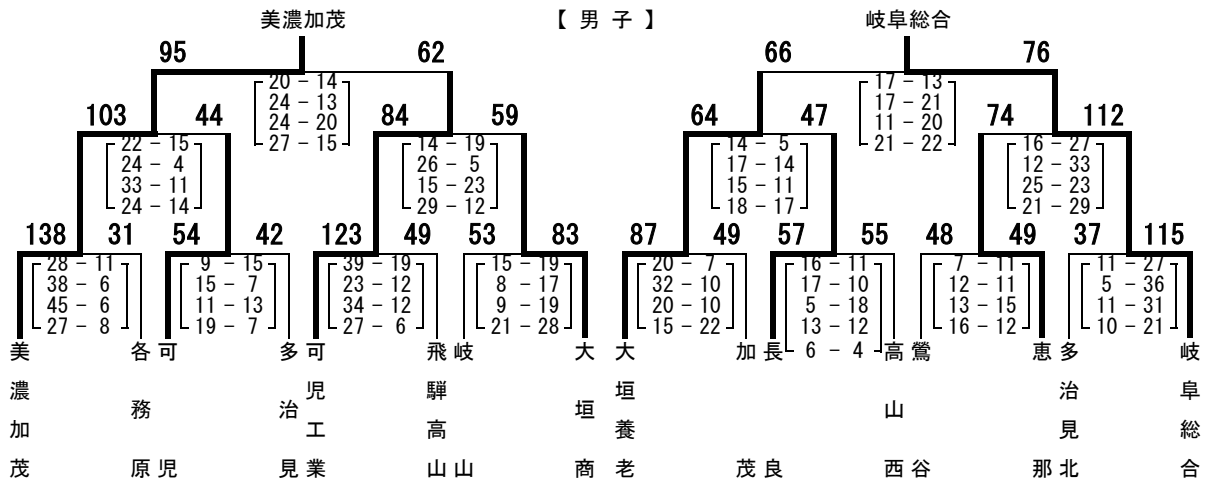 美濃加茂 【 男 子 】 岐阜総合
95 62 66 76
20 - 14 17 - 13
24 - 13 17 - 21
24 - 20 11 - 20
27 - 15 21 - 22
103 44 84 59 64 47 74 112
22 - 15 14 - 19 14 - 5 16 - 27
24 - 4 26 - 5 17 - 14 12 - 33
33 - 11 15 - 23 15 - 11 25 - 23
24 - 14 29 - 12 18 - 17 21 - 29
138 31 54 42 123 49 53 83 87 49 57 55 48 49 37 115
28 - 11 9 - 15 39 - 19 15 - 19 20 - 7 16 - 11 7 - 11 11 - 27
38 - 6 15 - 7 23 - 12 8 - 17 32 - 10 17 - 10 12 - 11 5 - 36
45 - 6 11 - 13 34 - 12 9 - 19 20 - 10 5 - 18 13 - 15 11 - 31
27 - 8 19 - 7 27 - 6 21 - 28 15 - 22 13 - 12 16 - 12 10 - 21
6 - 4
美濃加茂
各務原
可児
多治見
可児工業
飛騨高山
岐山
大垣商
大垣養老
加茂
長良
高山西
鶯谷
恵那
多治見北
岐阜総合